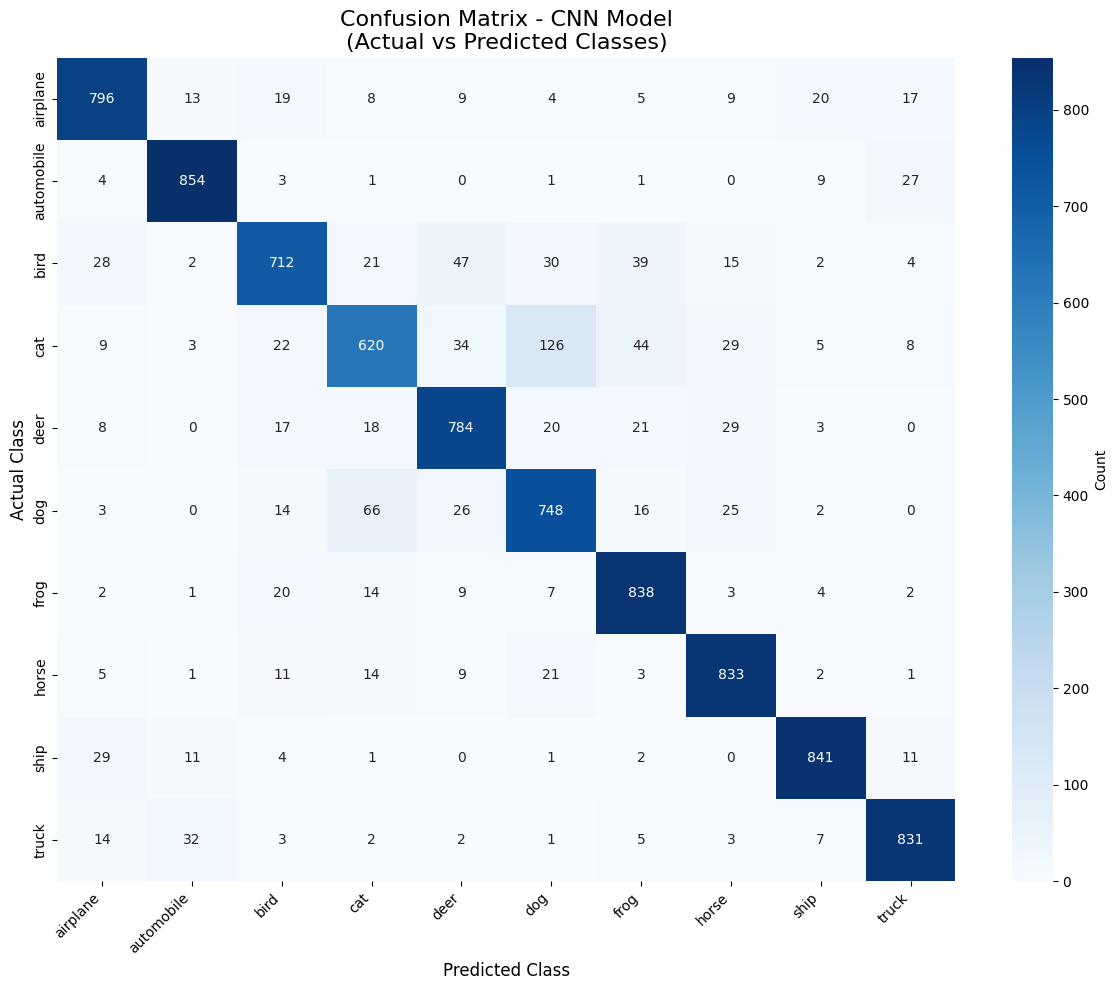 Confusion Matrix - CNN Model
(Actual vs Predicted Classes)
airplane 796 13 19 8 9 4 5 9 20 17
automobile 4 854 3 1 0 1 1 0 9 27
bird 28 2 712 21 47 30 39 15 2 4
cat 9 3 22 620 34 126 44 29 5 8
deer 8 0 17 18 784 20 21 29 3 0
dog 3 0 14 66 26 748 16 25 2 0
frog 2 1 20 14 9 7 838 3 4 2
horse 5 1 11 14 9 21 3 833 2 1
ship 29 11 4 1 0 1 2 0 841 11
truck 14 32 3 2 2 1 5 3 7 831
airplane automobile bird cat deer dog frog horse ship truck
Predicted Class
Actual Class
800
700
600
500
400
300
200
100
0
Count